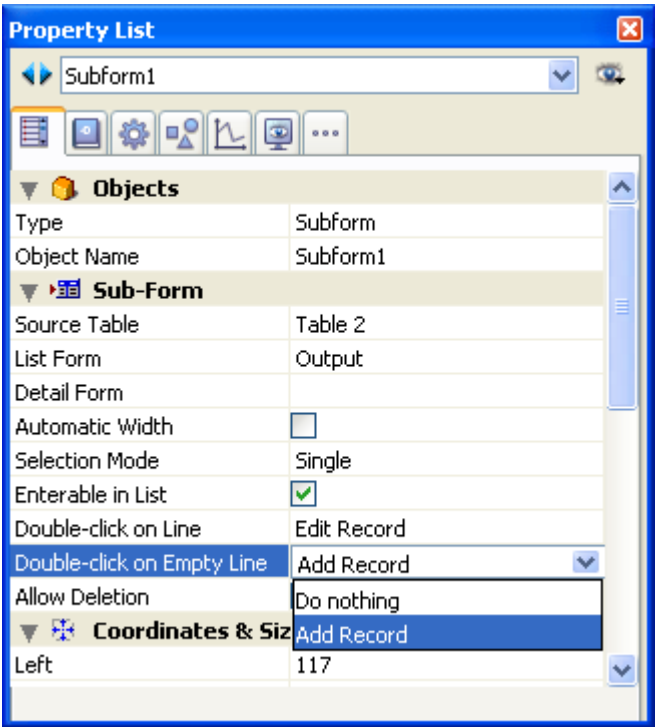 Property List
Subform1
Objects
Type Subform
Object Name Subform1
Sub-Form
Source Table Table 2
List Form Output
Detail Form
Automatic Width
Selection Mode Single
Enterable in List
Double-click on Line Edit Record
Double-click on Empty Line Add Record
Allow Deletion Do nothing
Coordinates & Siz Add Record
Left 117